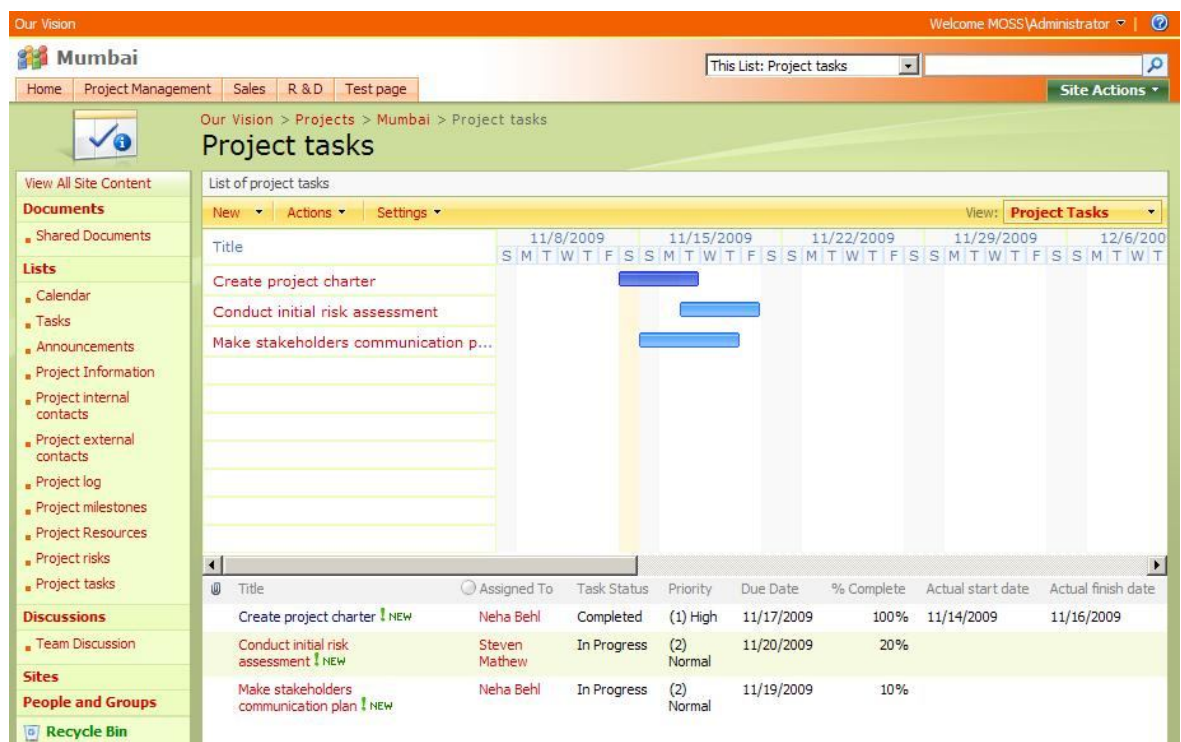 Our Vision
Welcome MOSS\Administrator
Mumbai
This List: Project tasks
Home Project Management Sales R & D Test page
Site Actions
Our Vision > Projects > Mumbai > Project tasks
Project tasks
View All Site Content
Documents
Shared Documents
Lists
Calendar
Tasks
Announcements
Project Information
Project internal
contacts
Project external
contacts
Project log
Project milestones
Project Resources
Project risks
Project tasks
Discussions
Team Discussion
Sites
People and Groups
Recycle Bin
List of project tasks
New Actions Settings View: Project Tasks
Title
11/8/2009 11/15/2009 11/22/2009 11/29/2009 12/6/200
S M T W T F S S M T W T F S S M T W T F S S M T W T F S S M T W T
Create project charter
Conduct initial risk assessment
Make stakeholders communication p...
Title Assigned To Task Status Priority Due Date % Complete Actual start date Actual finish date
Create project charter ! NEW Neha Behl Completed (1) High 11/17/2009 100% 11/14/2009 11/16/2009
Conduct initial risk Steven In Progress (2) 11/20/2009 20%
assessment ! NEW Mathew Normal
Make stakeholders Neha Behl In Progress (2) 11/19/2009 10%
communication plan ! NEW Normal